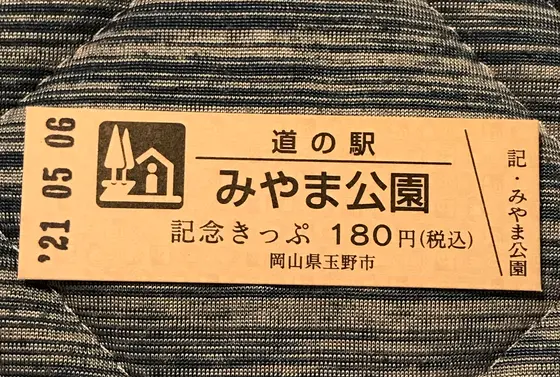 '21 05 06
道の駅
みやま公園
記念きっぷ 180円(税込)
岡山県玉野市
記・みやま公園